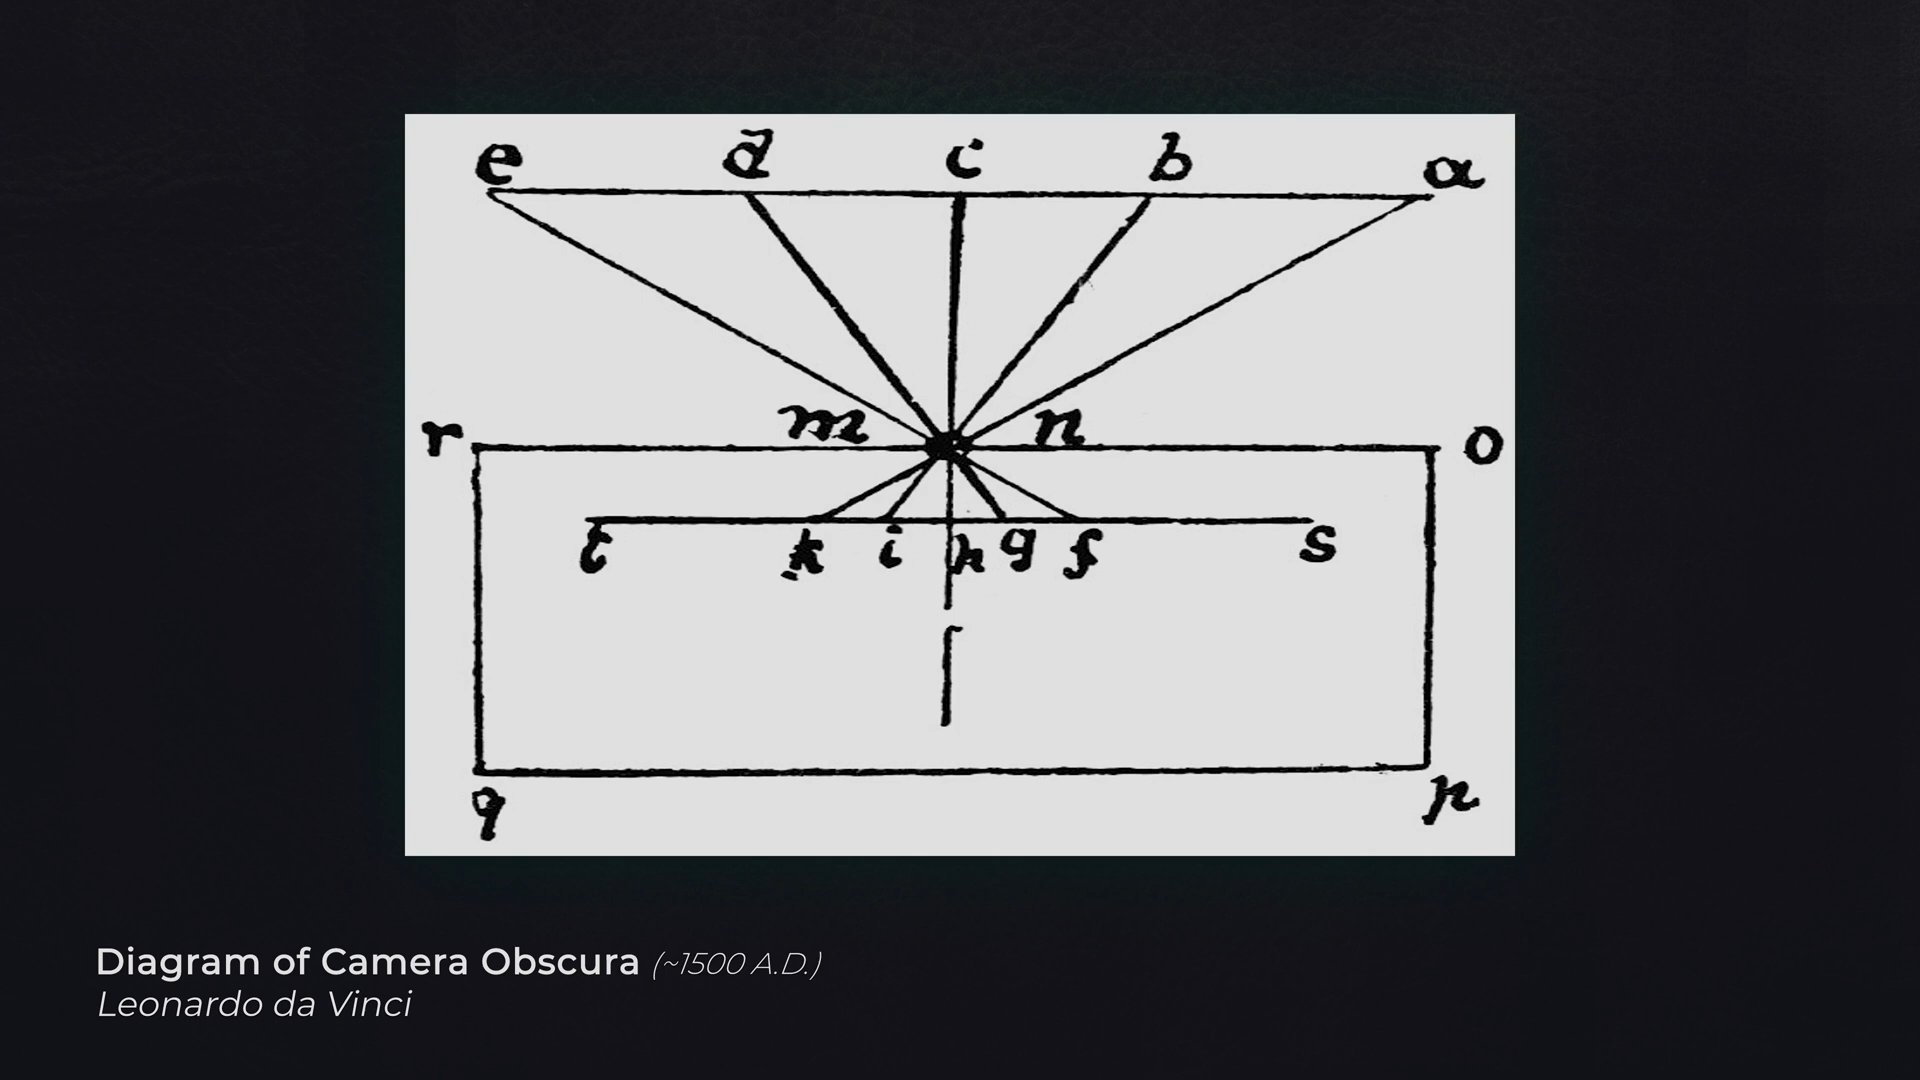 e d c b a
r m n o
t k i h g f s
q p
Diagram of Camera Obscura (~1500 A.D.)
Leonardo da Vinci